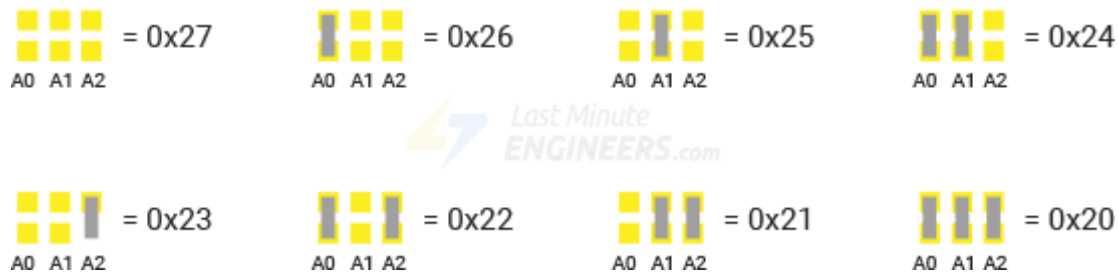 = 0x27 = 0x26 = 0x25 = 0x24
A0 A1 A2 A0 A1 A2 A0 A1 A2 A0 A1 A2
Last Minute
ENGINEERS.com
= 0x23 = 0x22 = 0x21 = 0x20
A0 A1 A2 A0 A1 A2 A0 A1 A2 A0 A1 A2